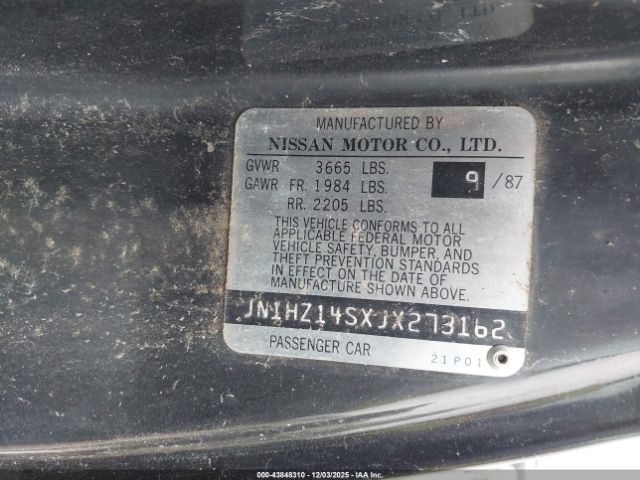 MANUFACTURED BY
NISSAN MOTOR CO., LTD.
GVWR 3665 LBS.
GAWR FR. 1984 LBS. 9 /87
RR. 2205 LBS.
THIS VEHICLE CONFORMS TO ALL
APPLICABLE FEDERAL MOTOR
VEHICLE SAFETY, BUMPER, AND
THEFT PREVENTION STANDARDS
IN EFFECT ON THE DATE OF
MANUFACTURE SHOWN ABOVE.
JN1HZ14SXJX273162
PASSENGER CAR 21P01
000-43848310 - 12/03/2025 - IAAI.COM